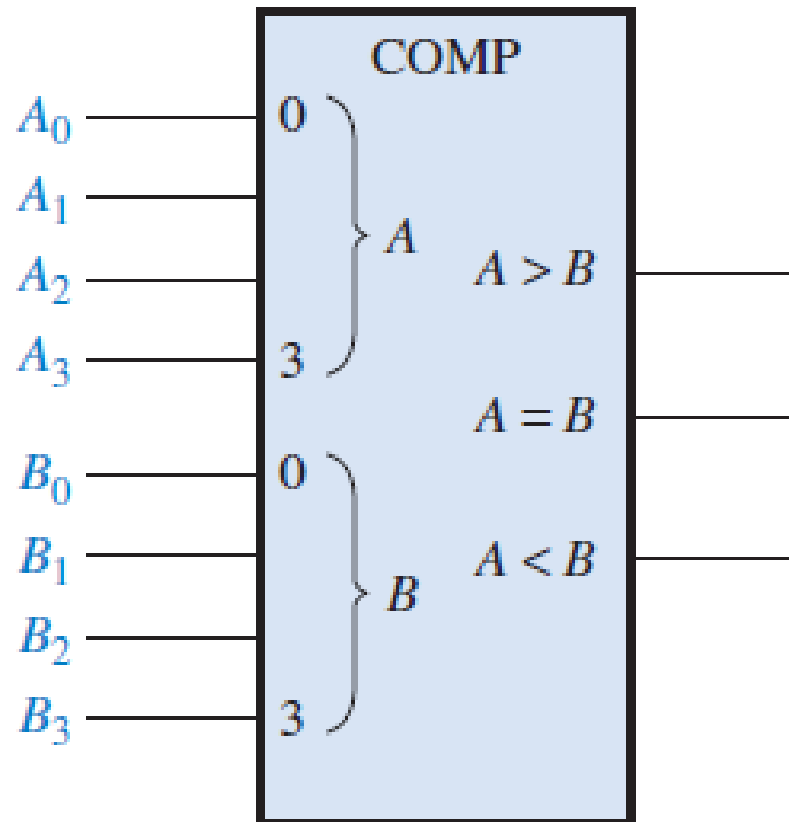 COMP
A₀ 0
A₁
A
A₂ A > B
A₃ 3
A = B
B₀ 0
B₁ A < B
B
B₂
B₃ 3